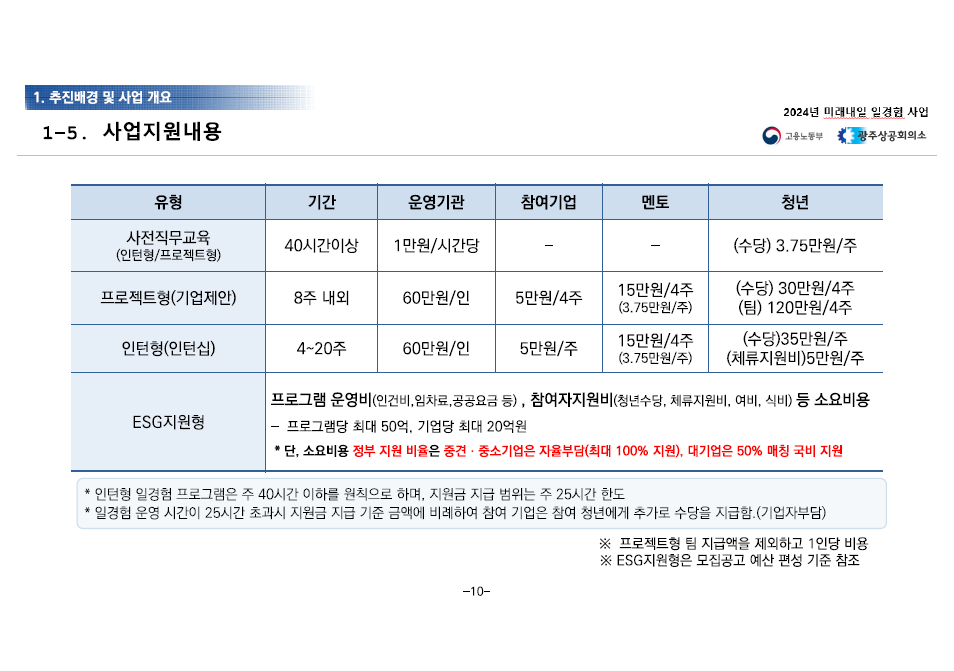 1. 추진배경 및 사업 개요
2024년 미래내일 일경험 사업
1-5. 사업지원내용
고용노동부 광주상공회의소
유형 기간 운영기관 참여기업 멘토 청년
사전직무교육
(인턴형/프로젝트형)
40시간이상 1만원/시간당 – – (수당) 3.75만원/주
프로젝트형(기업제안) 8주 내외 60만원/인 5만원/4주
15만원/4주
(3.75만원/주)
(수당) 30만원/4주
(팀) 120만원/4주
인턴형(인턴십) 4~20주 60만원/인 5만원/주
15만원/4주
(3.75만원/주)
(수당)35만원/주
(체류지원비)5만원/주
ESG지원형
프로그램 운영비(인건비,임차료,공공요금 등) , 참여자지원비(청년수당, 체류지원비, 여비, 식비) 등 소요비용
– 프로그램당 최대 50억, 기업당 최대 20억원
* 단, 소요비용 정부 지원 비율은 중견 · 중소기업은 자율부담(최대 100% 지원), 대기업은 50% 매칭 국비 지원
* 인턴형 일경험 프로그램은 주 40시간 이하를 원칙으로 하며, 지원금 지급 범위는 주 25시간 한도
* 일경험 운영 시간이 25시간 초과시 지원금 지급 기준 금액에 비례하여 참여 기업은 참여 청년에게 추가로 수당을 지급함.(기업자부담)
※ 프로젝트형 팀 지급액을 제외하고 1인당 비용
※ ESG지원형은 모집공고 예산 편성 기준 참조
–10–